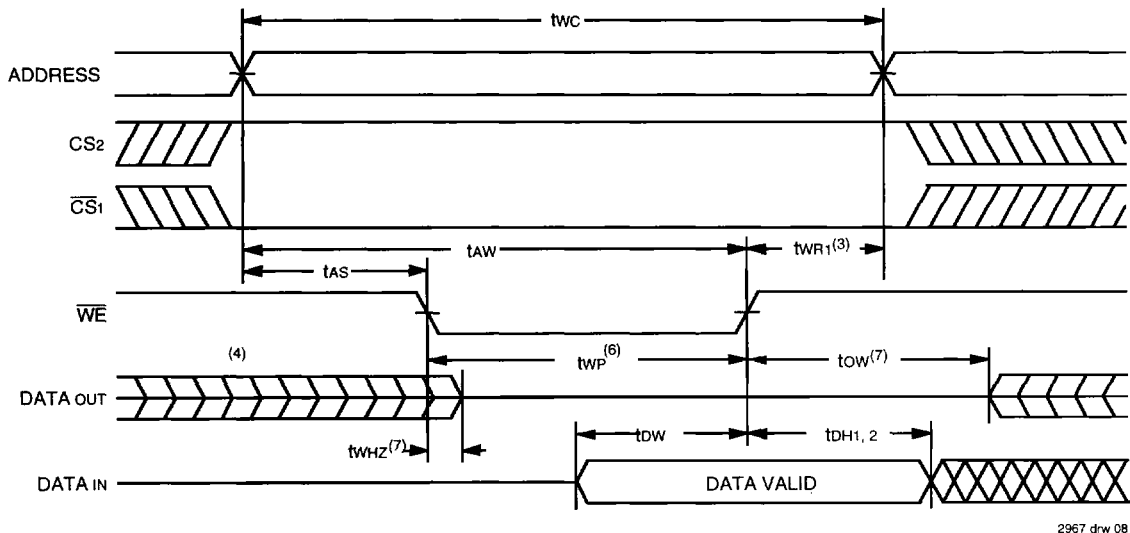 tWC
ADDRESS
CS2
CS1
tAW
tWR1(3)
tAS
WE
(4)
tWP(6)
tOW(7)
DATA OUT
tWHZ(7)
tDW
tDH1, 2
DATA IN
DATA VALID
2967 drw 08